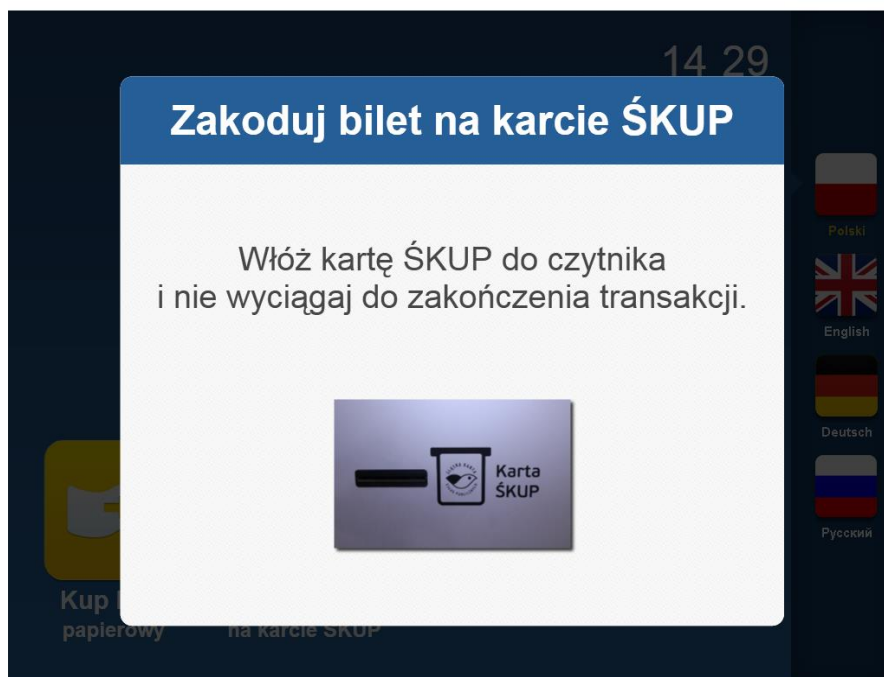 14 29
Zakoduj bilet na karcie ŚKUP
Włóż kartę ŚKUP do czytnika
i nie wyciągaj do zakończenia transakcji.
Karta
ŚKUP
Polski
English
Deutsch
Русский
Kup
papierowy
na karcie ŚKUP